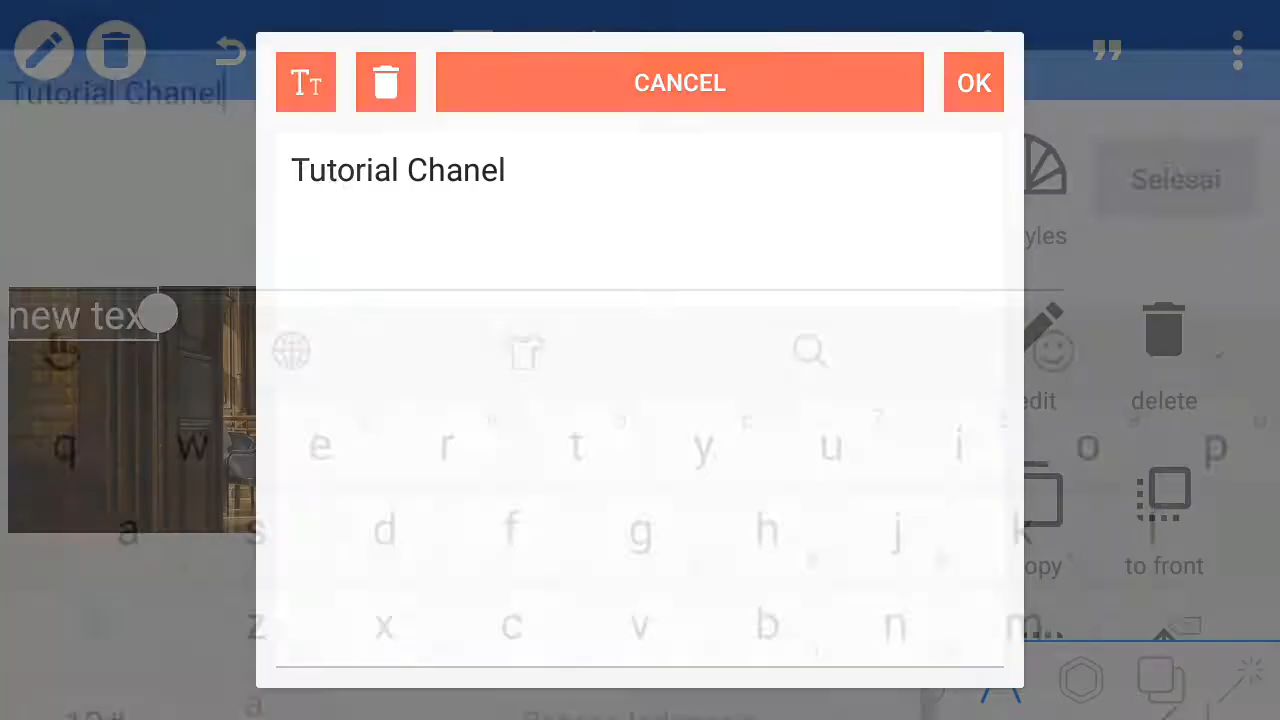 CANCEL
OK
Tutorial Chanel
Tutorial Chanel
Selesai
yles
new tex
edit
delete
q w e r t y u i o p
a s d f g h j k l
opy
to front
z x c v b n m